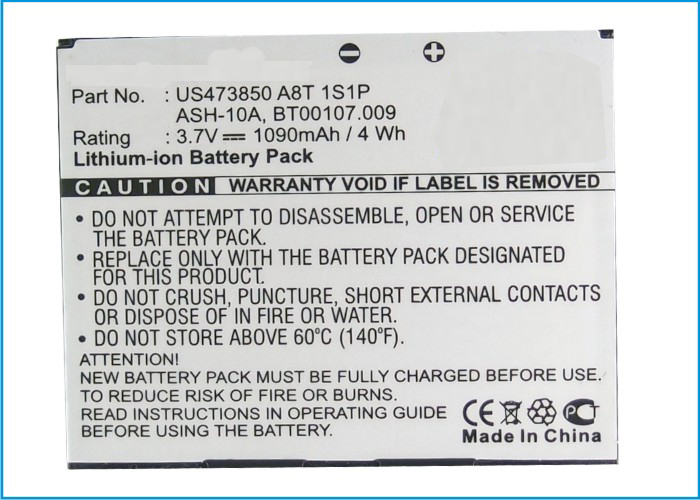 Part No. : US473850 A8T 1S1P
ASH-10A, BT00107.009
Rating : 3.7V ⎓ 1090mAh / 4 Wh
Lithium-ion Battery Pack
CAUTION WARRANTY VOID IF LABEL IS REMOVED
• DO NOT ATTEMPT TO DISASSEMBLE, OPEN OR SERVICE
THE BATTERY PACK.
• REPLACE ONLY WITH THE BATTERY PACK DESIGNATED
FOR THIS PRODUCT.
• DO NOT CRUSH, PUNCTURE, SHORT EXTERNAL CONTACTS
OR DISPOSE OF IN FIRE OR WATER.
• DO NOT STORE ABOVE 60°C (140°F).
ATTENTION!
NEW BATTERY PACK MUST BE FULLY CHARGED BEFORE USE.
TO REDUCE RISK OF FIRE OR BURNS.
READ INSTRUCTIONS IN OPERATING GUIDE
BEFORE USING THIS BATTERY.
CE PCT
Made In China